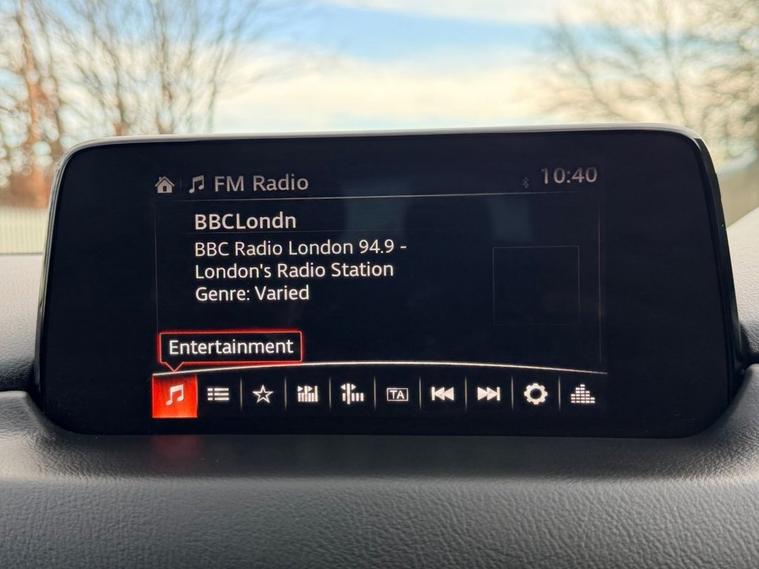 FM Radio
10:40
BBCLondn
BBC Radio London 94.9 -
London's Radio Station
Genre: Varied
Entertainment
TA